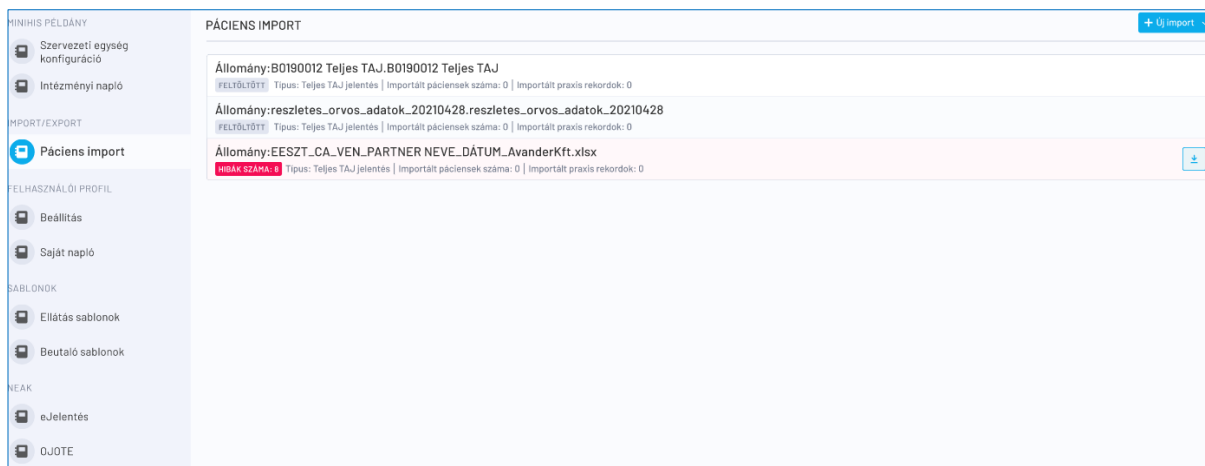 MINIHIS PÉLDÁNY
Szervezeti egység
konfiguráció
Intézményi napló
IMPORT/EXPORT
Páciens import
FELHASZNÁLÓI PROFIL
Beállítás
Saját napló
SABLONOK
Ellátás sablonok
Beutaló sablonok
NEAK
eJelentés
OJOTE
PÁCIENS IMPORT
+ Új import
Állomány:B0190012 Teljes TAJ.B0190012 Teljes TAJ
FELTÖLTÖTT Típus: Teljes TAJ jelentés | Importált páciensek száma: 0 | Importált praxis rekordok: 0
Állomány:reszletes_orvos_adatok_20210428.reszletes_orvos_adatok_20210428
FELTÖLTÖTT Típus: Teljes TAJ jelentés | Importált páciensek száma: 0 | Importált praxis rekordok: 0
Állomány:EESZT_CA_VEN_PARTNER NEVE_DÁTUM_AvanderKft.xlsx
HIBÁK SZÁMA: 8 Típus: Teljes TAJ jelentés | Importált páciensek száma: 0 | Importált praxis rekordok: 0